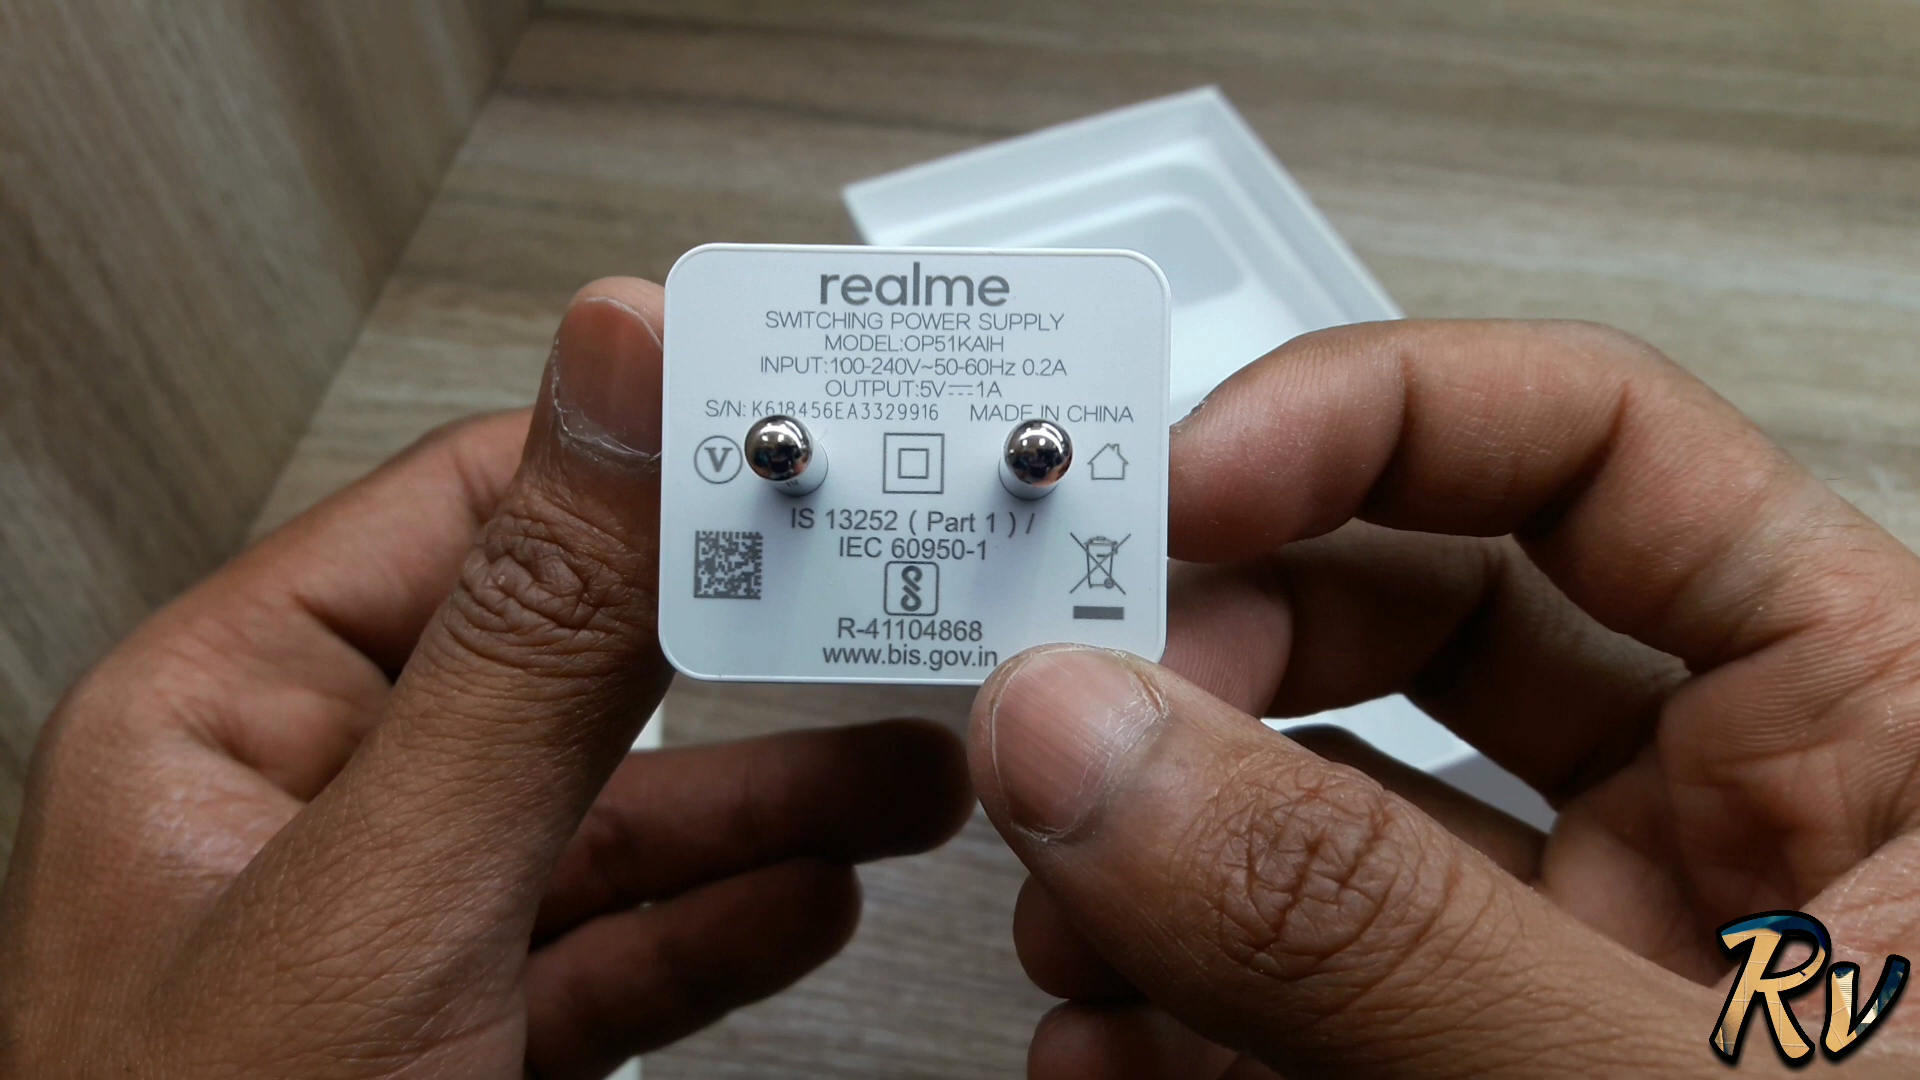 realme
SWITCHING POWER SUPPLY
MODEL:OP51KAIH
INPUT:100-240V~50-60Hz 0.2A
OUTPUT:5V⎓1A
S/N: K618456EA3329916 MADE IN CHINA
V
IS 13252 ( Part 1 ) /
IEC 60950-1
R-41104868
www.bis.gov.in
Rv